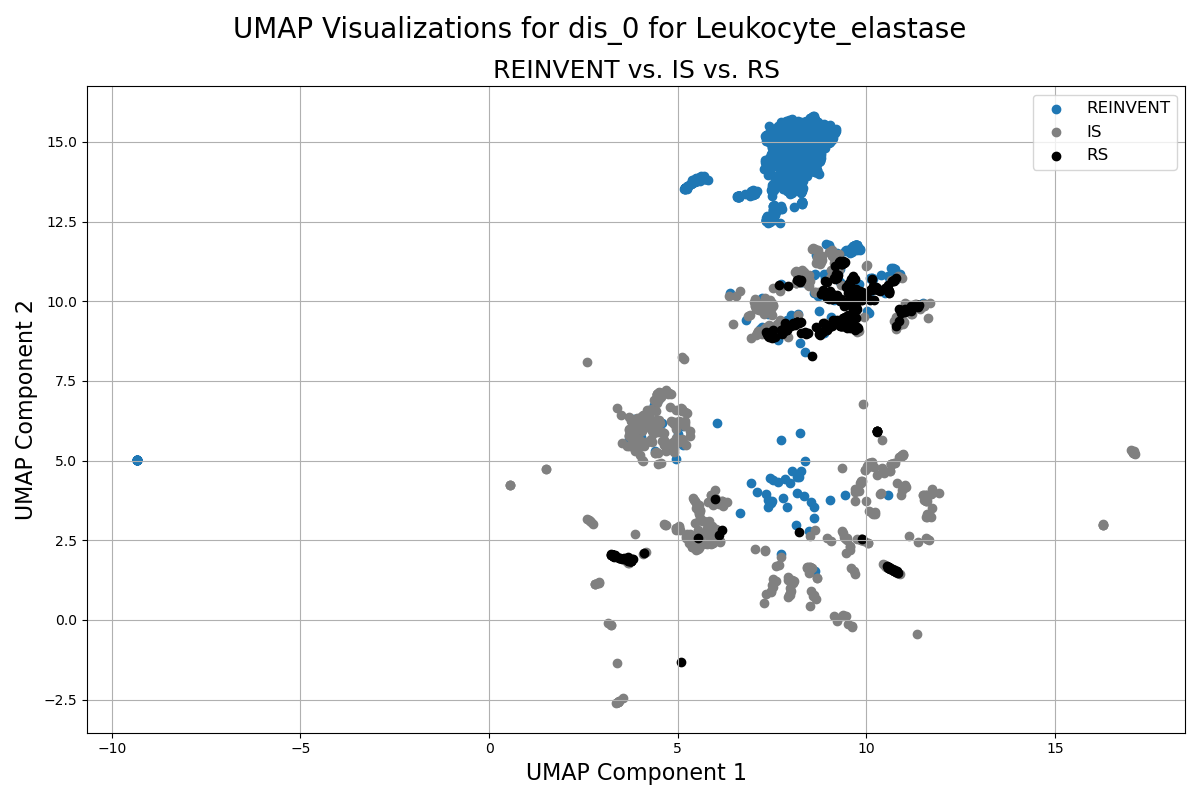 UMAP Visualizations for dis_0 for Leukocyte_elastase
REINVENT vs. IS vs. RS
REINVENT
IS
RS
UMAP Component 2
15.0
12.5
10.0
7.5
5.0
2.5
0.0
−2.5
−10
−5
0
5
10
15
UMAP Component 1